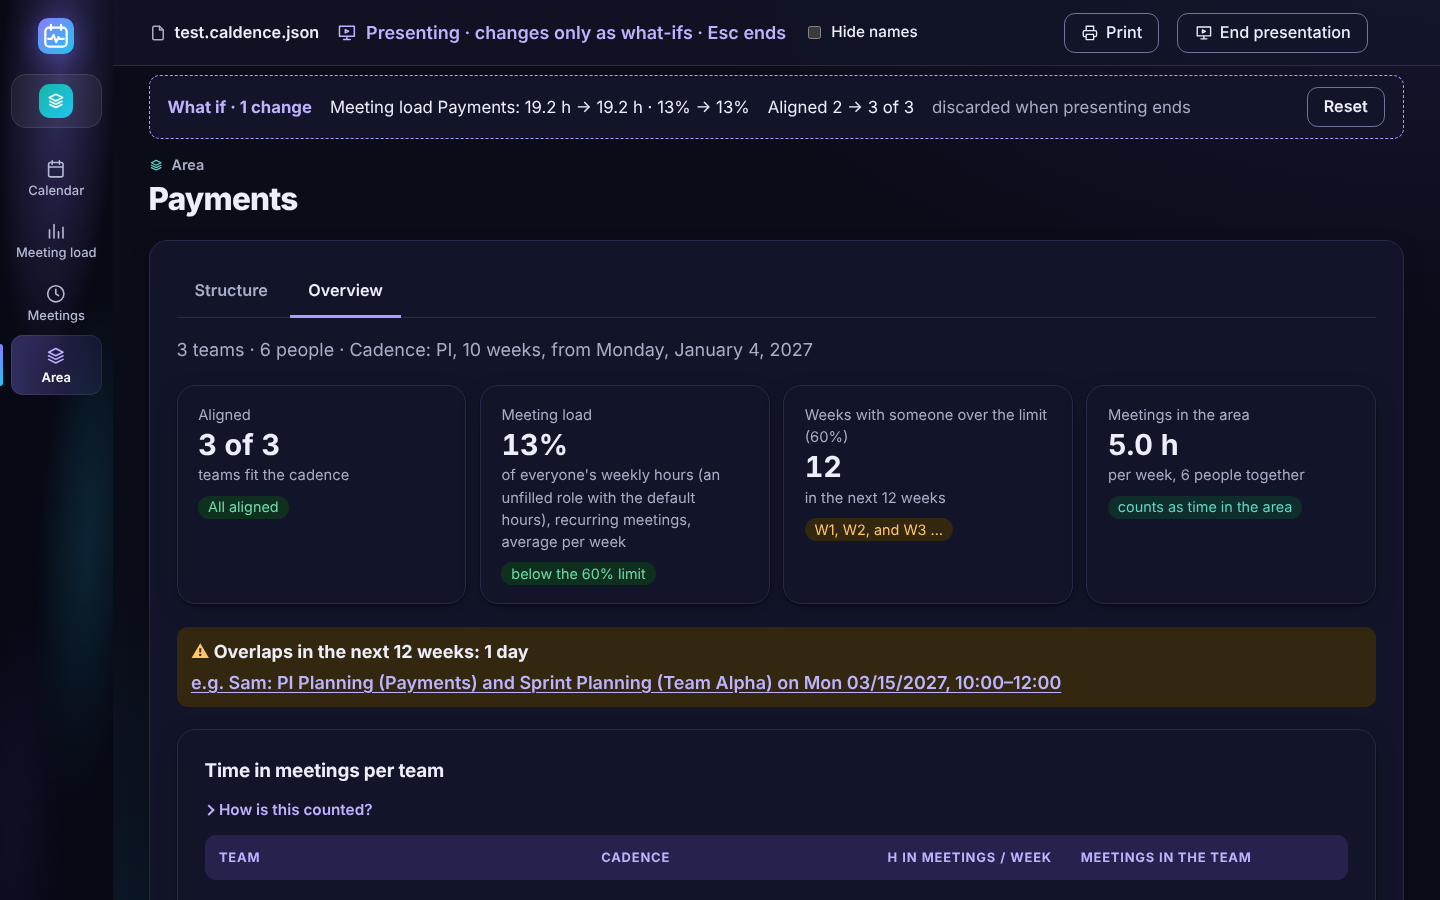 test.caldence.json
Presenting · changes only as what-ifs · Esc ends
Hide names
Print
End presentation
What if · 1 change
Meeting load Payments: 19.2 h → 19.2 h · 13% → 13%
Aligned 2 → 3 of 3
discarded when presenting ends
Reset
Calendar
Meeting load
Meetings
Area
Area
Payments
Structure
Overview
3 teams · 6 people · Cadence: PI, 10 weeks, from Monday, January 4, 2027
Aligned
3 of 3
teams fit the cadence
All aligned
Meeting load
13%
of everyone's weekly hours (an
unfilled role with the default
hours), recurring meetings,
average per week
below the 60% limit
Weeks with someone over the limit
(60%)
12
in the next 12 weeks
W1, W2, and W3 ...
Meetings in the area
5.0 h
per week, 6 people together
counts as time in the area
Overlaps in the next 12 weeks: 1 day
e.g. Sam: PI Planning (Payments) and Sprint Planning (Team Alpha) on Mon 03/15/2027, 10:00–12:00
Time in meetings per team
How is this counted?
TEAM
CADENCE
H IN MEETINGS / WEEK
MEETINGS IN THE TEAM